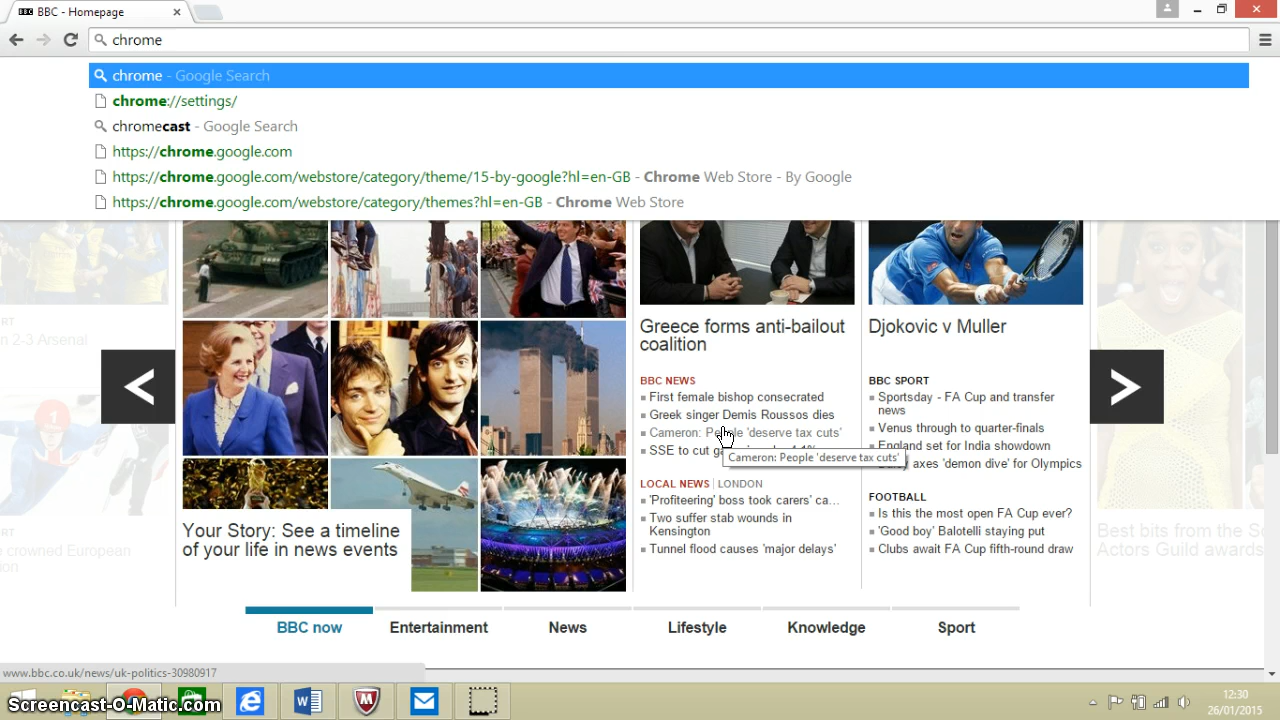 BBC - Homepage
chrome
chrome - Google Search
chrome://settings/
chromecast - Google Search
https://chrome.google.com
https://chrome.google.com/webstore/category/theme/15-by-google?hl=en-GB - Chrome Web Store - By Google
https://chrome.google.com/webstore/category/themes?hl=en-GB - Chrome Web Store
RT
n 2-3 Arsenal
RT
e crowned European
ion
Your Story: See a timeline
of your life in news events
Greece forms anti-bailout
coalition
BBC NEWS
First female bishop consecrated
Greek singer Demis Roussos dies
Cameron: People 'deserve tax cuts'
SSE to cut
Cameron: People 'deserve tax cuts'
LOCAL NEWS | LONDON
'Profiteering' boss took carers' ca...
Two suffer stab wounds in
Kensington
Tunnel flood causes 'major delays'
Djokovic v Muller
BBC SPORT
Sportsday - FA Cup and transfer
news
Venus through to quarter-finals
England set for India showdown
axes 'demon dive' for Olympics
FOOTBALL
Is this the most open FA Cup ever?
'Good boy' Balotelli staying put
Clubs await FA Cup fifth-round draw
Best bits from the Sc
Actors Guild awards
BBC now
Entertainment
News
Lifestyle
Knowledge
Sport
www.bbc.co.uk/news/uk-politics-30980917
Screencast-O-Matic.com
12:30
26/01/2015